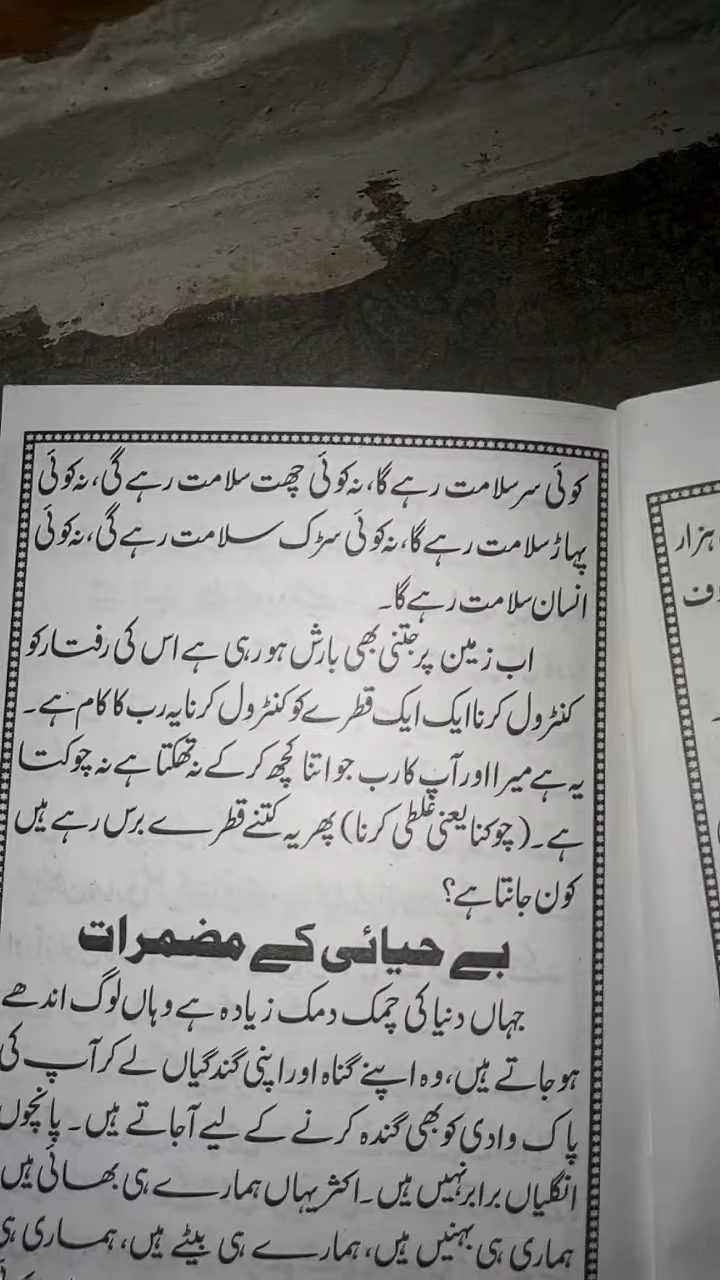 کوئی سر سلامت رہے گا، نہ کوئی چھت سلامت رہے گی، نہ کوئی
پہاڑ سلامت رہے گا، نہ کوئی سڑک سلامت رہے گی، نہ کوئی
انسان سلامت رہے گا۔
اب زمین پر جتنی بھی بارش ہو رہی ہے اس کی رفتار کو
کنٹرول کرنا ایک ایک قطرے کو کنٹرول کرنا یہ رب کا کام ہے۔
یہ ہے میرا اور آپ کا رب جو اتنا کچھ کر کے نہ تھکتا ہے نہ چوکتا
ہے۔ (چوکنا یعنی غلطی کرنا) پھر یہ کتنے قطرے برس رہے ہیں
کون جانتا ہے؟
بے حیائی کے مضمرات
جہاں دنیا کی چمک دمک زیادہ ہے وہاں لوگ اندھے
ہو جاتے ہیں، وہ اپنے گناہ اور اپنی گندگیاں لے کر آپ کی
پاک وادی کو بھی گندہ کرنے کے لیے آجاتے ہیں۔ پانچوں
انگلیاں برابر نہیں ہیں۔ اکثر یہاں ہمارے ہی بھائی ہیں
ہماری ہی بہنیں ہیں، ہمارے ہی بیٹے ہیں، ہماری ہی
ہزار